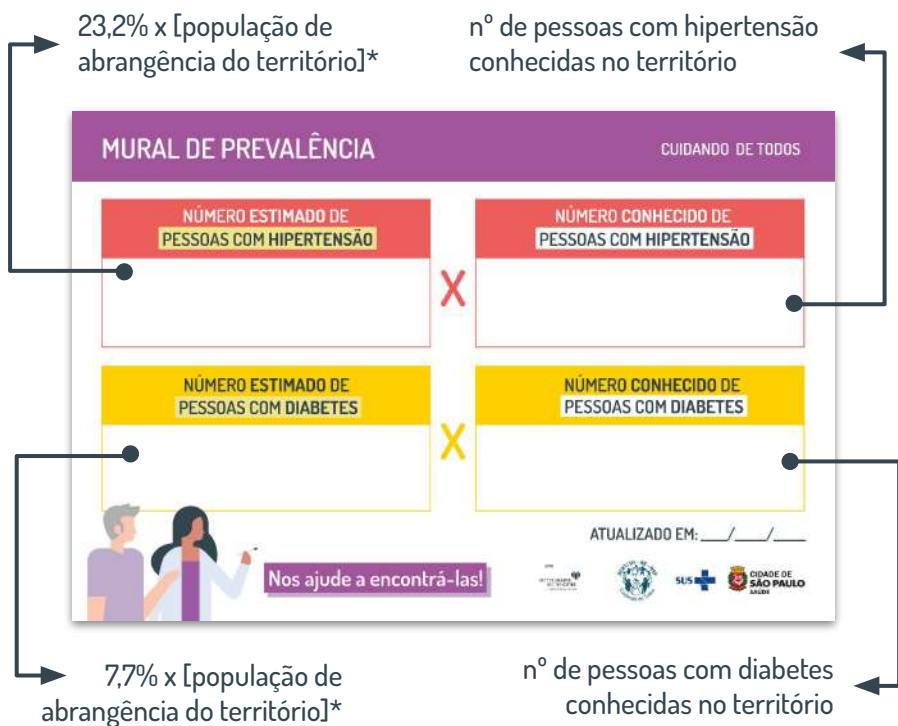 23,2% x [população de
abrangência do território]*
nº de pessoas com hipertensão
conhecidas no território
MURAL DE PREVALÊNCIA
CUIDANDO DE TODOS
NÚMERO ESTIMADO DE
PESSOAS COM HIPERTENSÃO
X
NÚMERO CONHECIDO DE
PESSOAS COM HIPERTENSÃO
NÚMERO ESTIMADO DE
PESSOAS COM DIABETES
X
NÚMERO CONHECIDO DE
PESSOAS COM DIABETES
ATUALIZADO EM: ___/___/___
Nos ajude a encontrá-las!
SUS
CIDADE DE
SÃO PAULO
SAÚDE
7,7% x [população de
abrangência do território]*
nº de pessoas com diabetes
conhecidas no território